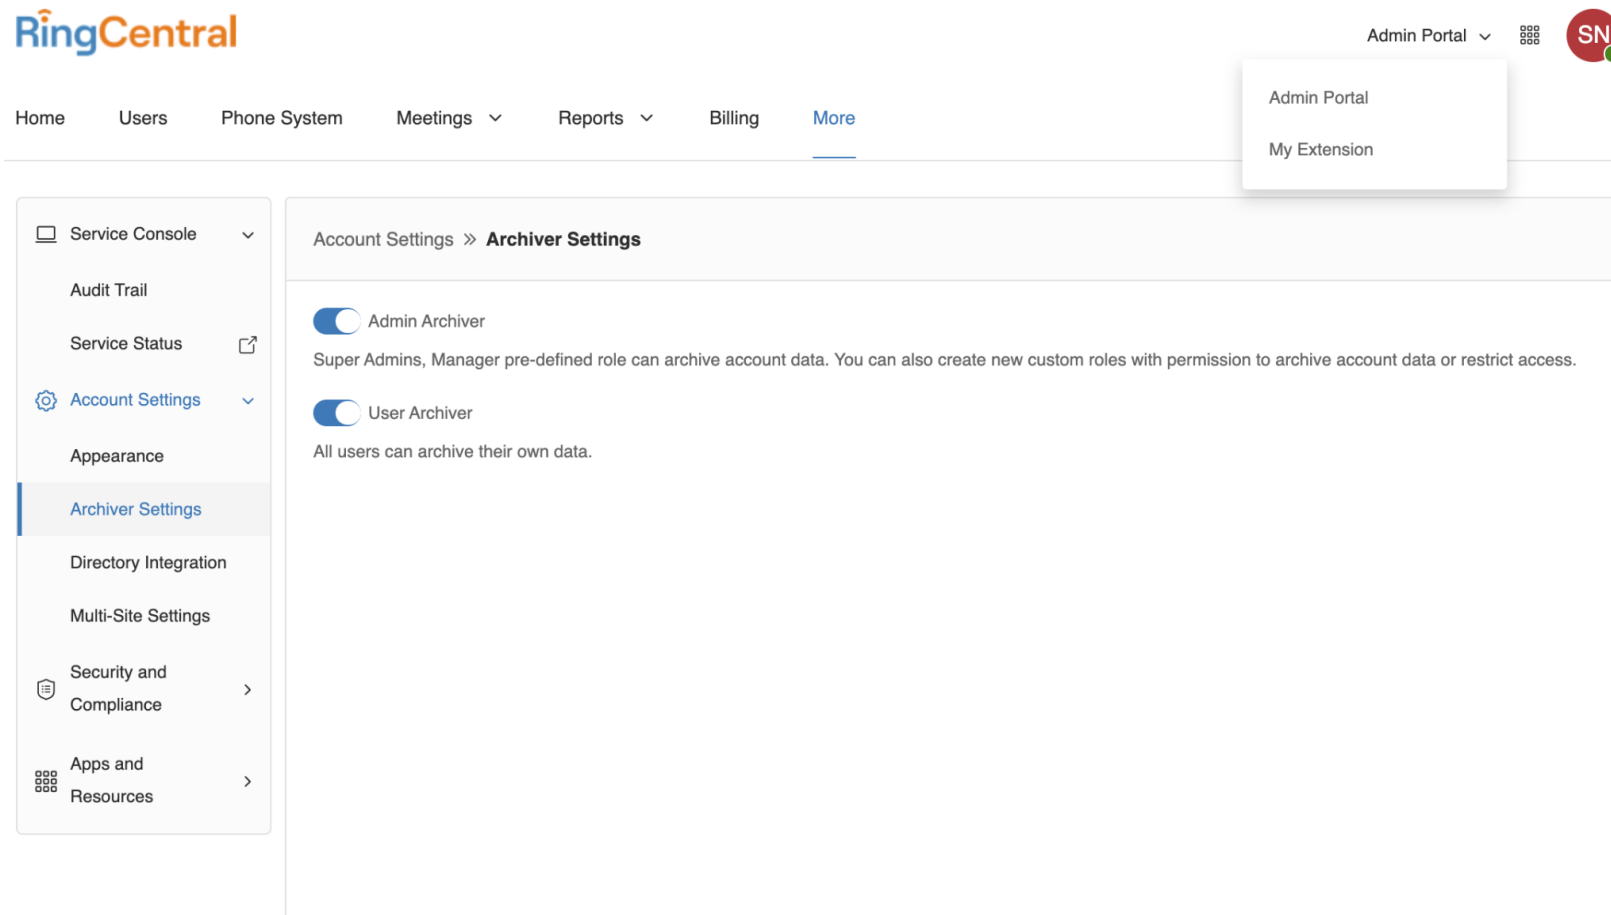 RingCentral
Admin Portal
SN
Admin Portal
My Extension
Home Users Phone System Meetings Reports Billing More
Service Console
Audit Trail
Service Status
Account Settings
Appearance
Archiver Settings
Directory Integration
Multi-Site Settings
Security and
Compliance
Apps and
Resources
Account Settings » Archiver Settings
Admin Archiver
Super Admins, Manager pre-defined role can archive account data. You can also create new custom roles with permission to archive account data or restrict access.
User Archiver
All users can archive their own data.